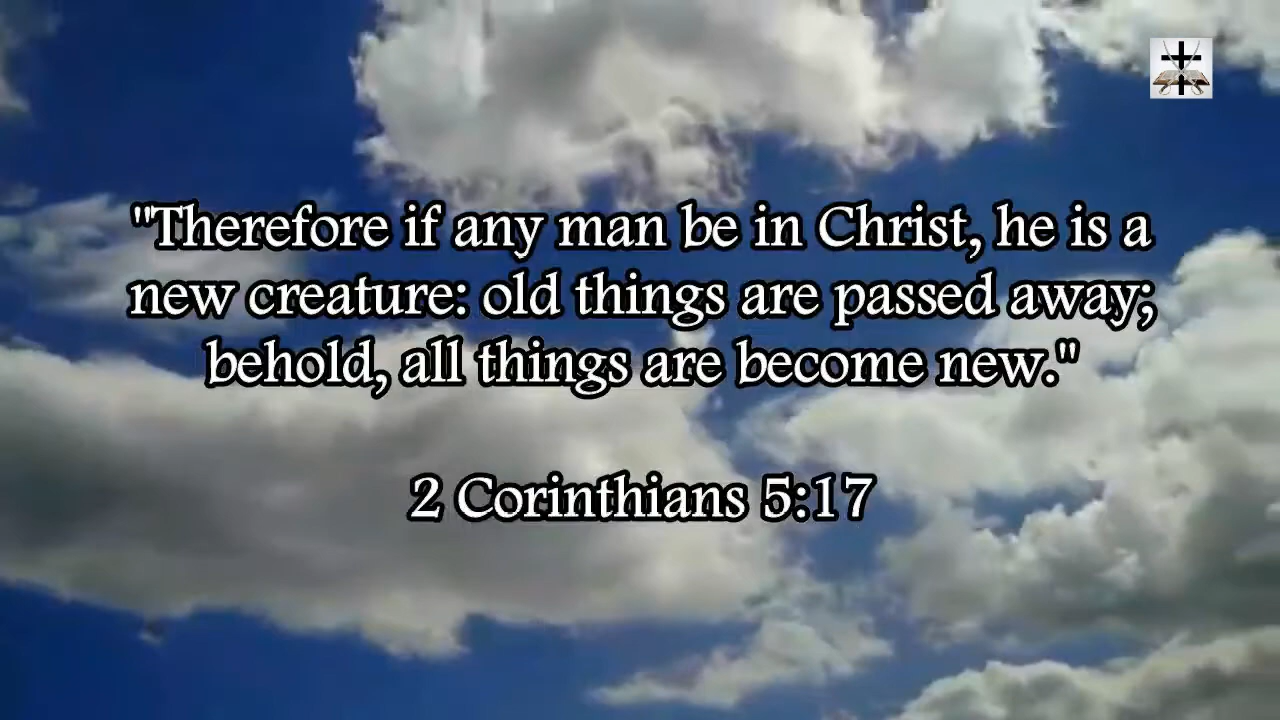 "Therefore if any man be in Christ, he is a
new creature: old things are passed away;
behold, all things are become new."
2 Corinthians 5:17